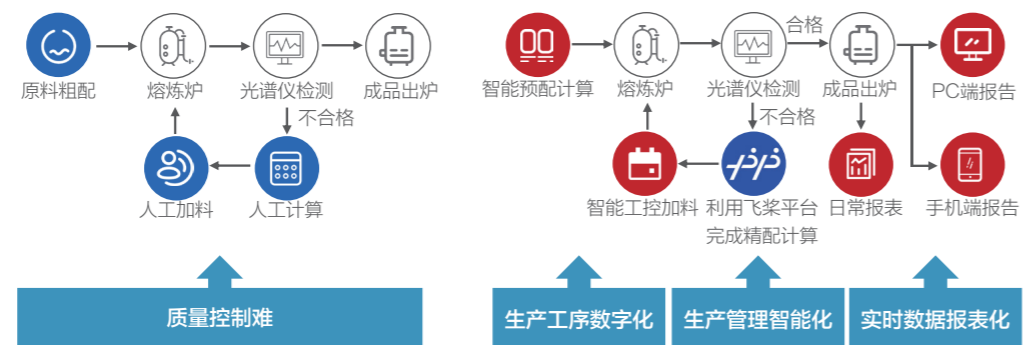 原料粗配
熔炼炉
光谱仪检测
成品出炉
不合格
人工加料
人工计算
质量控制难
合格
智能预配计算
熔炼炉
光谱仪检测
成品出炉
PC端报告
不合格
智能工控加料
利用飞桨平台
完成精配计算
日常报表
手机端报告
生产工序数字化
生产管理智能化
实时数据报表化